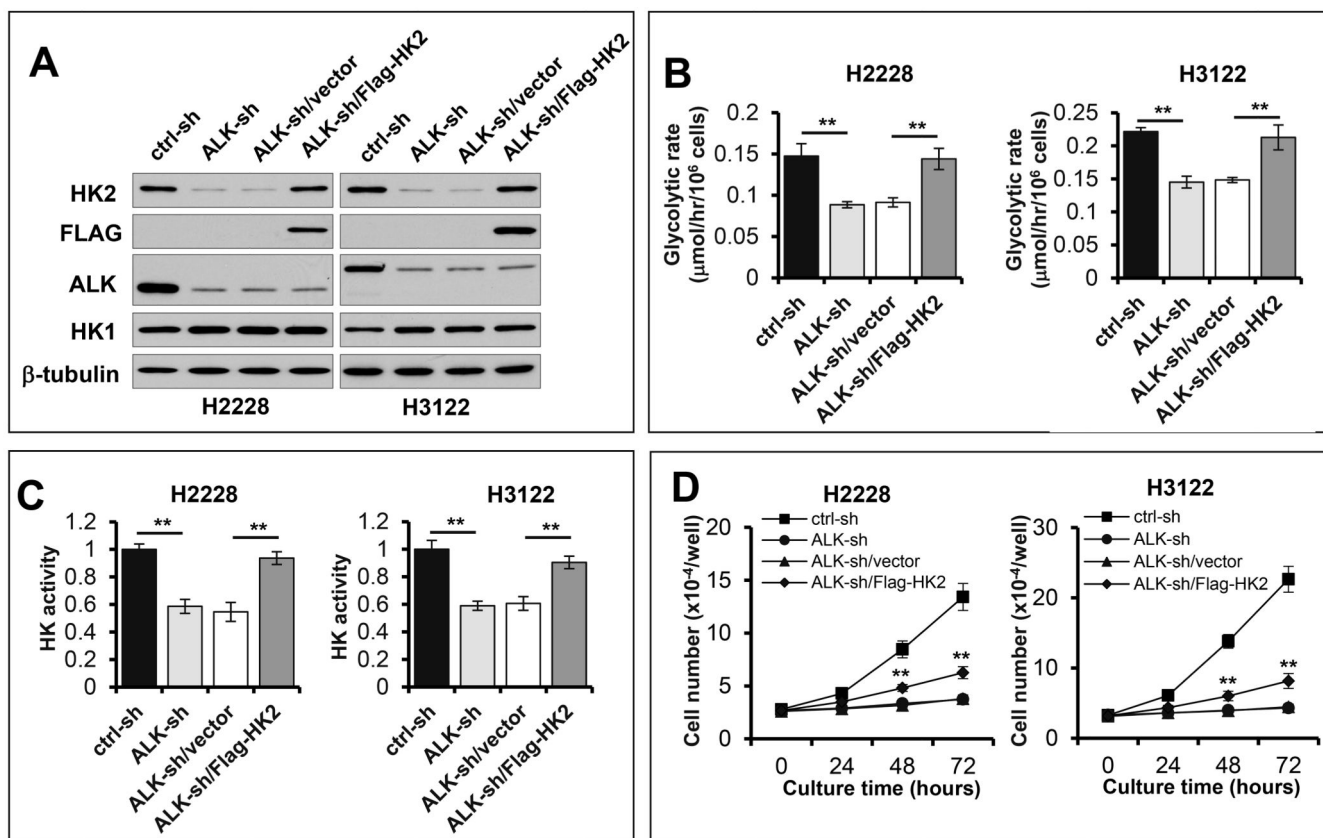 A
ctrl-sh
ALK-sh
ALK-sh/vector
ALK-sh/Flag-HK2
ctrl-sh
ALK-sh
ALK-sh/vector
ALK-sh/Flag-HK2
HK2
FLAG
ALK
HK1
β-tubulin
H2228
H3122
B
H2228
Glycolytic rate
(μmol/hr/10⁶ cells)
0.2
0.15
0.1
0.05
0
**
**
ctrl-sh
ALK-sh
ALK-sh/vector
ALK-sh/Flag-HK2
H3122
Glycolytic rate
(μmol/hr/10⁶ cells)
0.25
0.2
0.15
0.1
0.05
0
**
**
ctrl-sh
ALK-sh
ALK-sh/vector
ALK-sh/Flag-HK2
C
H2228
HK activity
1.2
1
0.8
0.6
0.4
0.2
0
**
**
ctrl-sh
ALK-sh
ALK-sh/vector
ALK-sh/Flag-HK2
H3122
HK activity
1.2
1
0.8
0.6
0.4
0.2
0
**
**
ctrl-sh
ALK-sh
ALK-sh/vector
ALK-sh/Flag-HK2
D
H2228
Cell number (x10⁻⁴/well)
20
15
10
5
0
ctrl-sh
ALK-sh
ALK-sh/vector
ALK-sh/Flag-HK2
**
**
0 24 48 72
Culture time (hours)
H3122
Cell number (x10⁻⁴/well)
30
20
10
0
ctrl-sh
ALK-sh
ALK-sh/vector
ALK-sh/Flag-HK2
**
**
0 24 48 72
Culture time (hours)